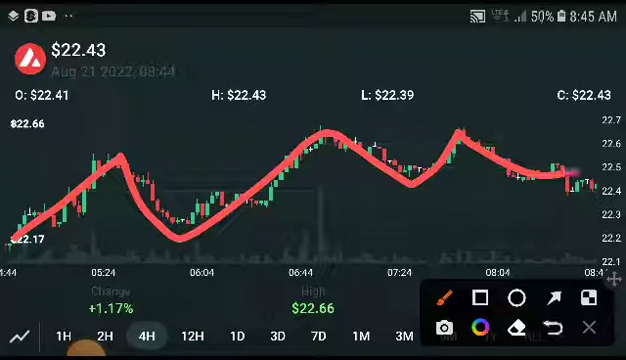 LTE 50% 8:45 AM
$22.43
Aug 21 2022, 08:44
O: $22.41 H: $22.43 L: $22.39 C: $22.43
$22.66
22.7
22.6
22.5
22.4
22.3
$22.17
22.2
22.1
05:24 06:04 06:44 07:24 08:04
Change High
+1.17% $22.66
1H 2H 4H 12H 1D 3D 7D 1M 3M